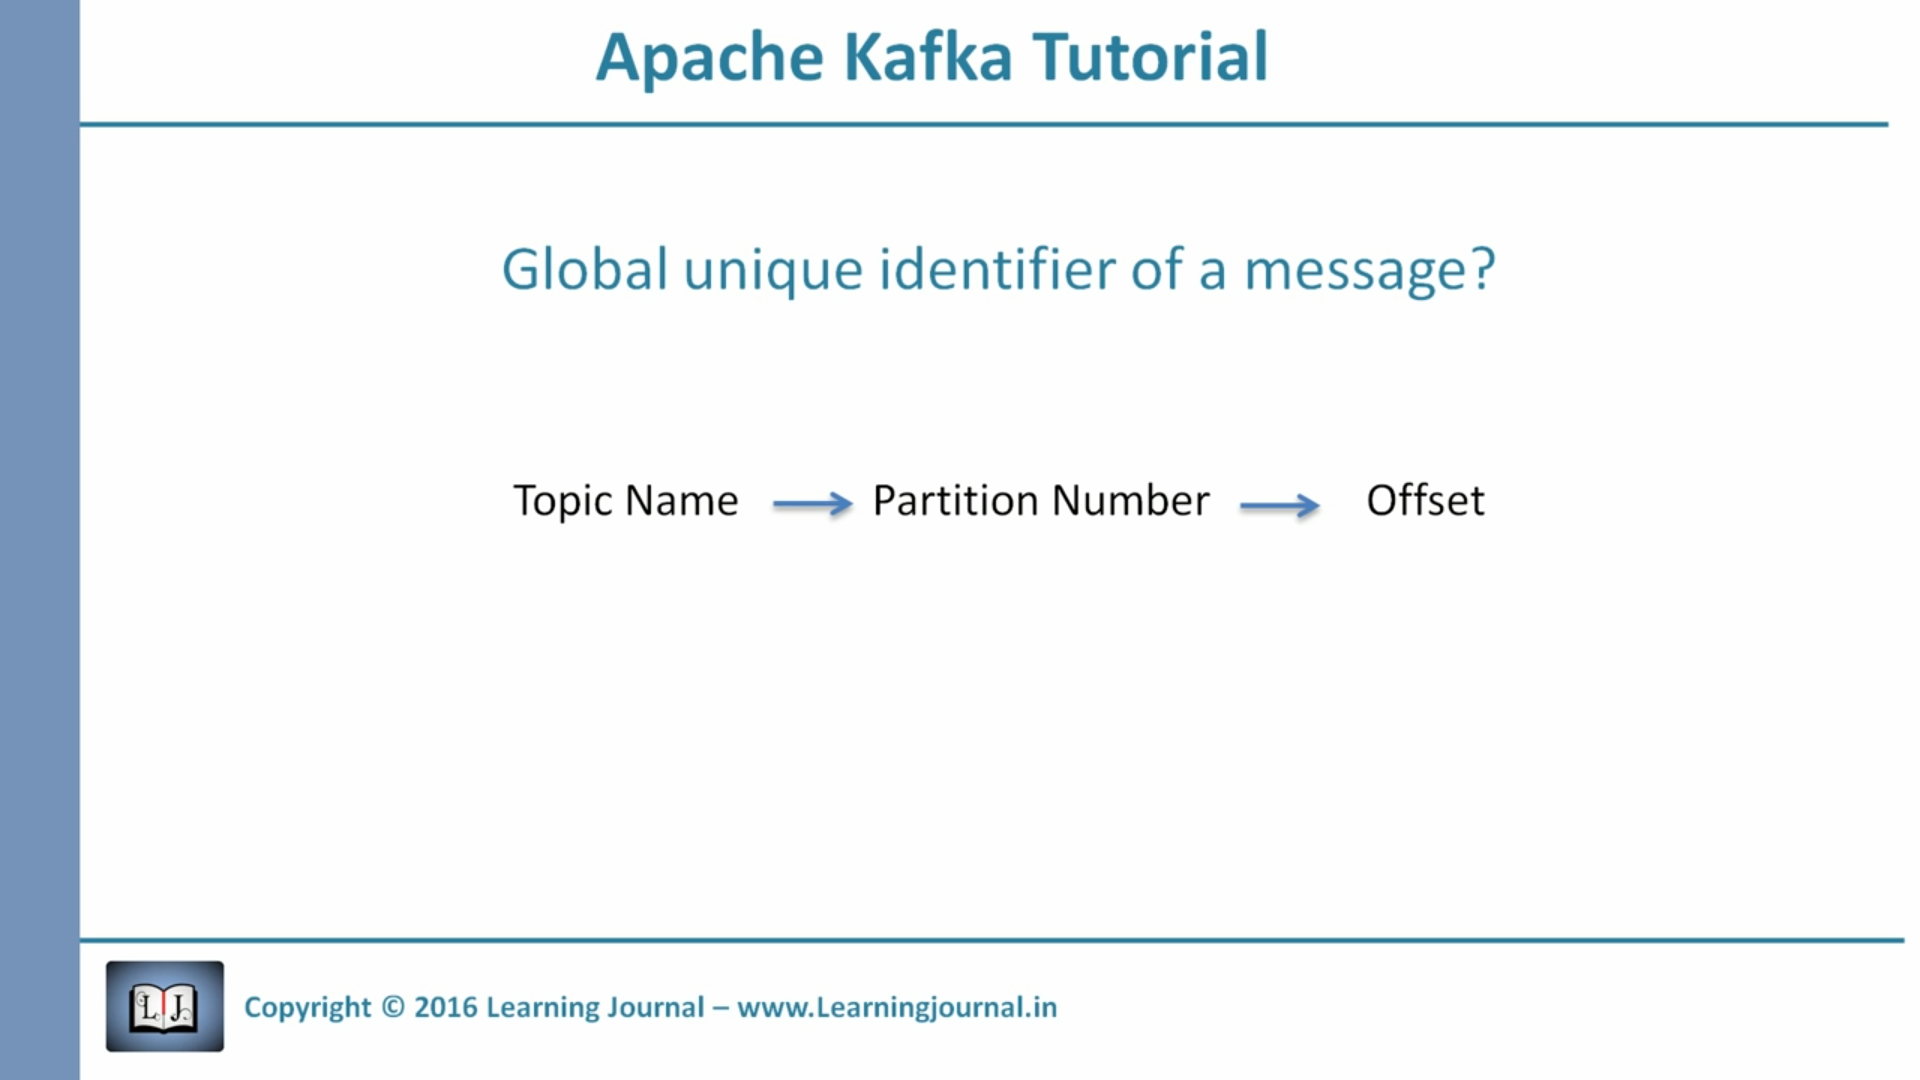 Apache Kafka Tutorial
Global unique identifier of a message?
Topic Name → Partition Number → Offset
L J
Copyright © 2016 Learning Journal – www.Learningjournal.in